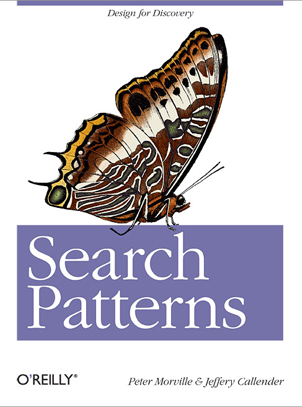 Design for Discovery
Search
Patterns
O'REILLY®
Peter Morville & Jeffery Callender